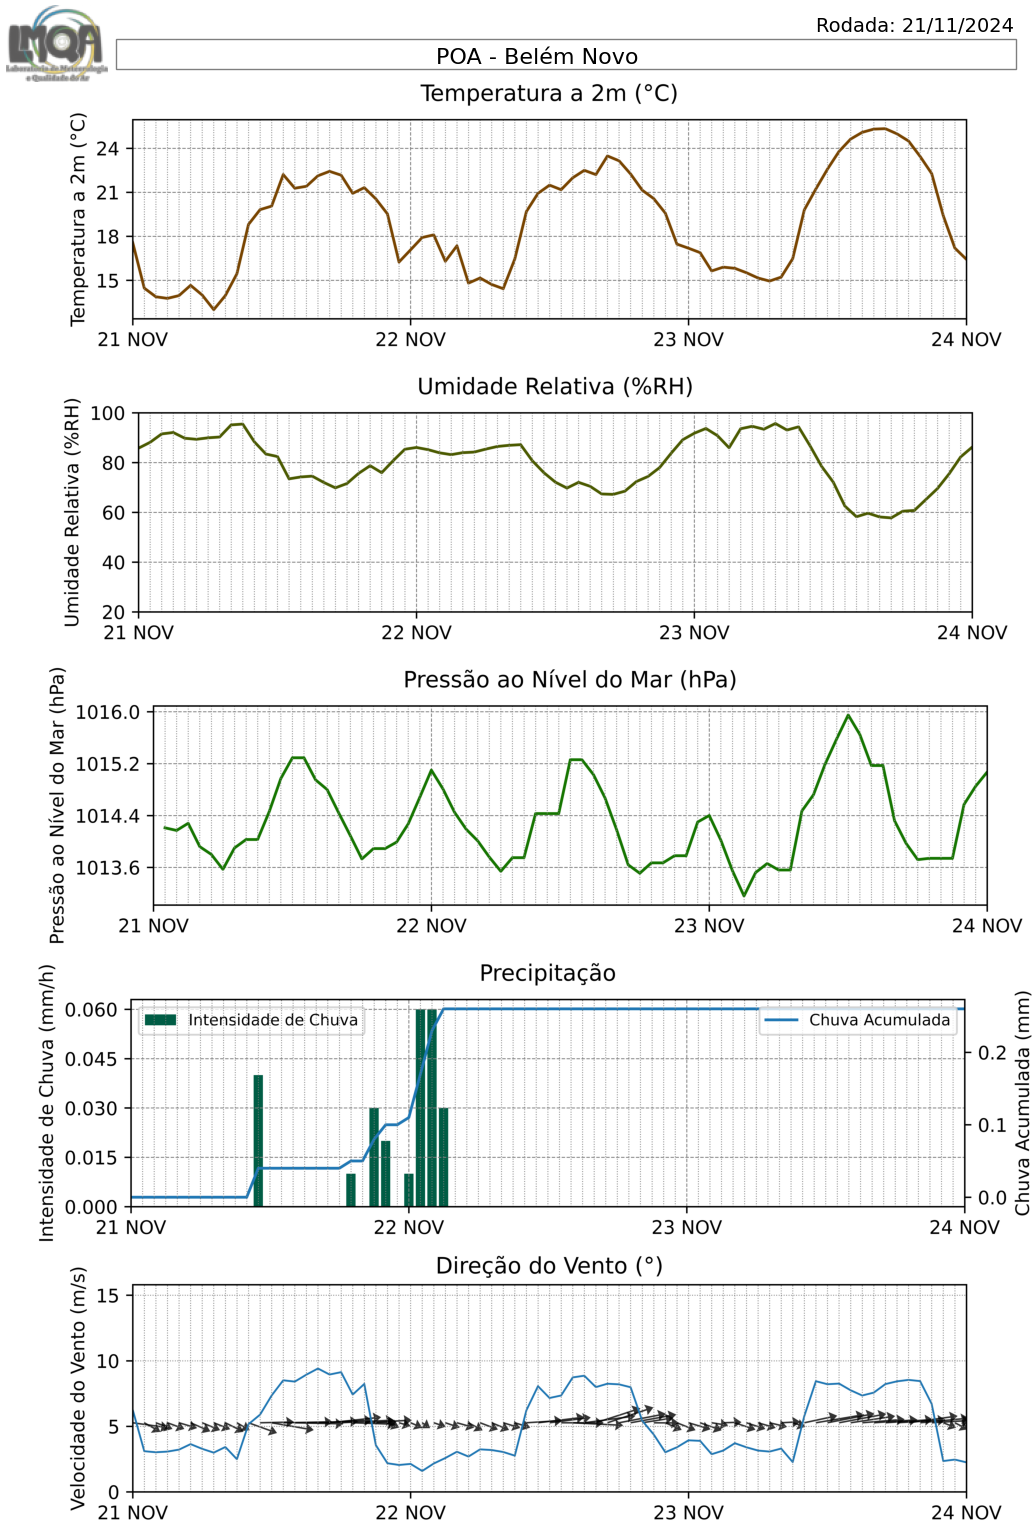 LMQA
Laboratório de Meteorologia
e Qualidade do Ar
Rodada: 21/11/2024
POA - Belém Novo
Temperatura a 2m (°C)
Temperatura a 2m (°C)
24
21
18
15
21 NOV 22 NOV 23 NOV 24 NOV
Umidade Relativa (%RH)
Umidade Relativa (%RH)
100
80
60
40
20
21 NOV 22 NOV 23 NOV 24 NOV
Pressão ao Nível do Mar (hPa)
Pressão ao Nível do Mar (hPa)
1016.0
1015.2
1014.4
1013.6
21 NOV 22 NOV 23 NOV 24 NOV
Precipitação
Intensidade de Chuva (mm/h)
0.060
0.045
0.030
0.015
0.000
Intensidade de Chuva
Chuva Acumulada
0.2
0.1
0.0
Chuva Acumulada (mm)
21 NOV 22 NOV 23 NOV 24 NOV
Direção do Vento (°)
Velocidade do Vento (m/s)
15
10
5
0
21 NOV 22 NOV 23 NOV 24 NOV